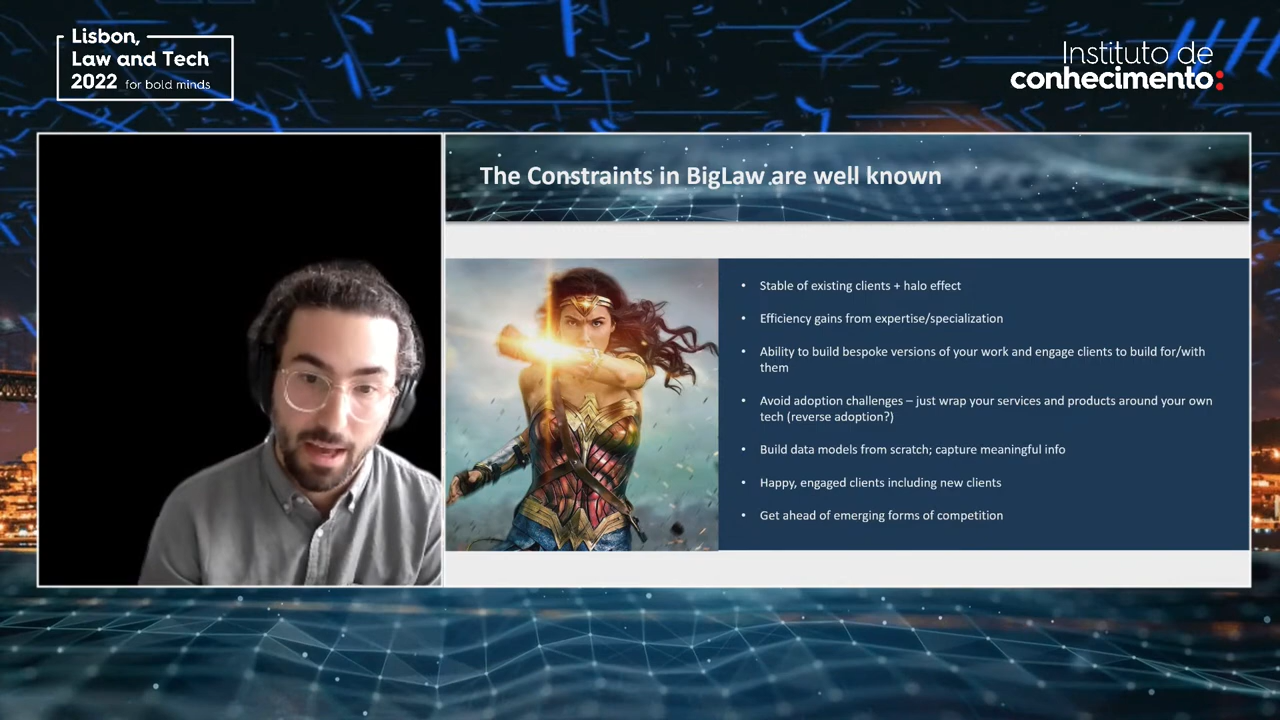 Lisbon,
Law and Tech
2022 for bold minds
Instituto de
conhecimento:
The Constraints in BigLaw are well known
• Stable of existing clients + halo effect
• Efficiency gains from expertise/specialization
• Ability to build bespoke versions of your work and engage clients to build for/with
them
• Avoid adoption challenges – just wrap your services and products around your own
tech (reverse adoption?)
• Build data models from scratch; capture meaningful info
• Happy, engaged clients including new clients
• Get ahead of emerging forms of competition